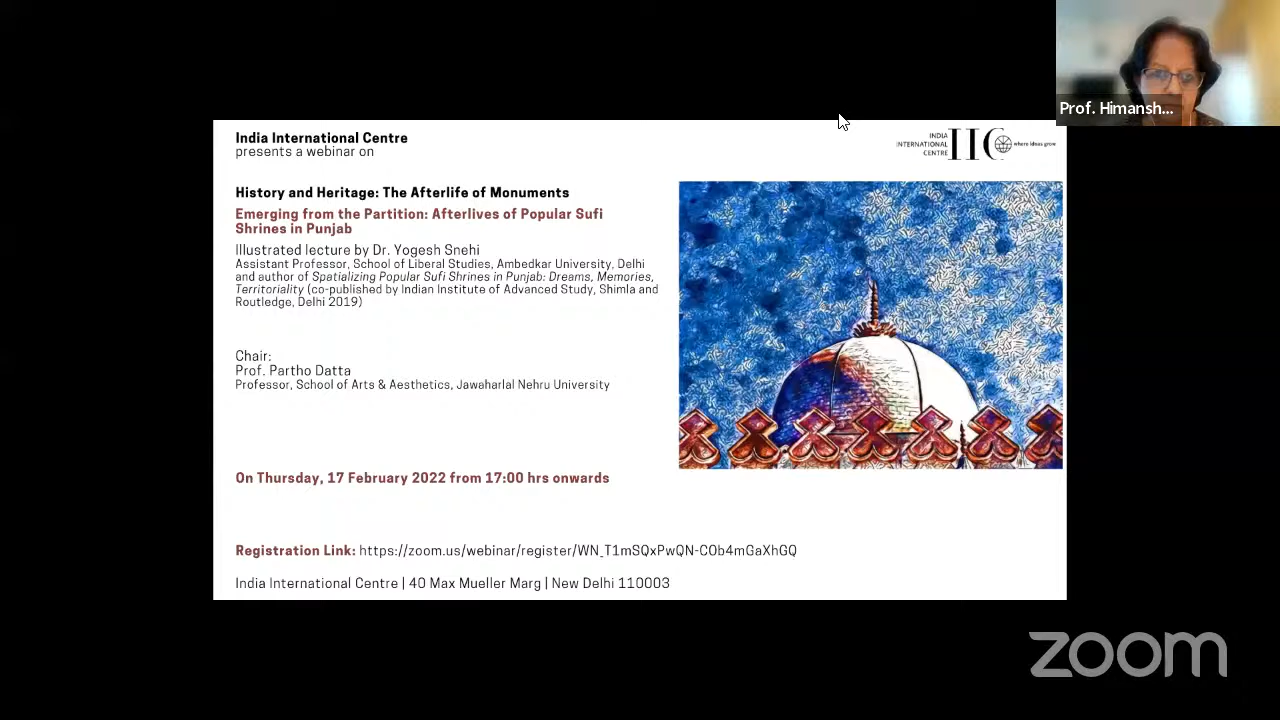 Prof. Himansh...
India International Centre
presents a webinar on
INDIA
INTERNATIONAL
CENTRE
IIC
where ideas grow
History and Heritage: The Afterlife of Monuments
Emerging from the Partition: Afterlives of Popular Sufi
Shrines in Punjab
Illustrated lecture by Dr. Yogesh Snehi
Assistant Professor, School of Liberal Studies, Ambedkar University, Delhi
and author of Spatializing Popular Sufi Shrines in Punjab: Dreams, Memories,
Territoriality (co-published by Indian Institute of Advanced Study, Shimla and
Routledge, Delhi 2019)
Chair:
Prof. Partho Datta
Professor, School of Arts & Aesthetics, Jawaharlal Nehru University
On Thursday, 17 February 2022 from 17:00 hrs onwards
Registration Link: https://zoom.us/webinar/register/WN_T1mSQxPwQN-COb4mGaXhGQ
India International Centre | 40 Max Mueller Marg | New Delhi 110003
zoom